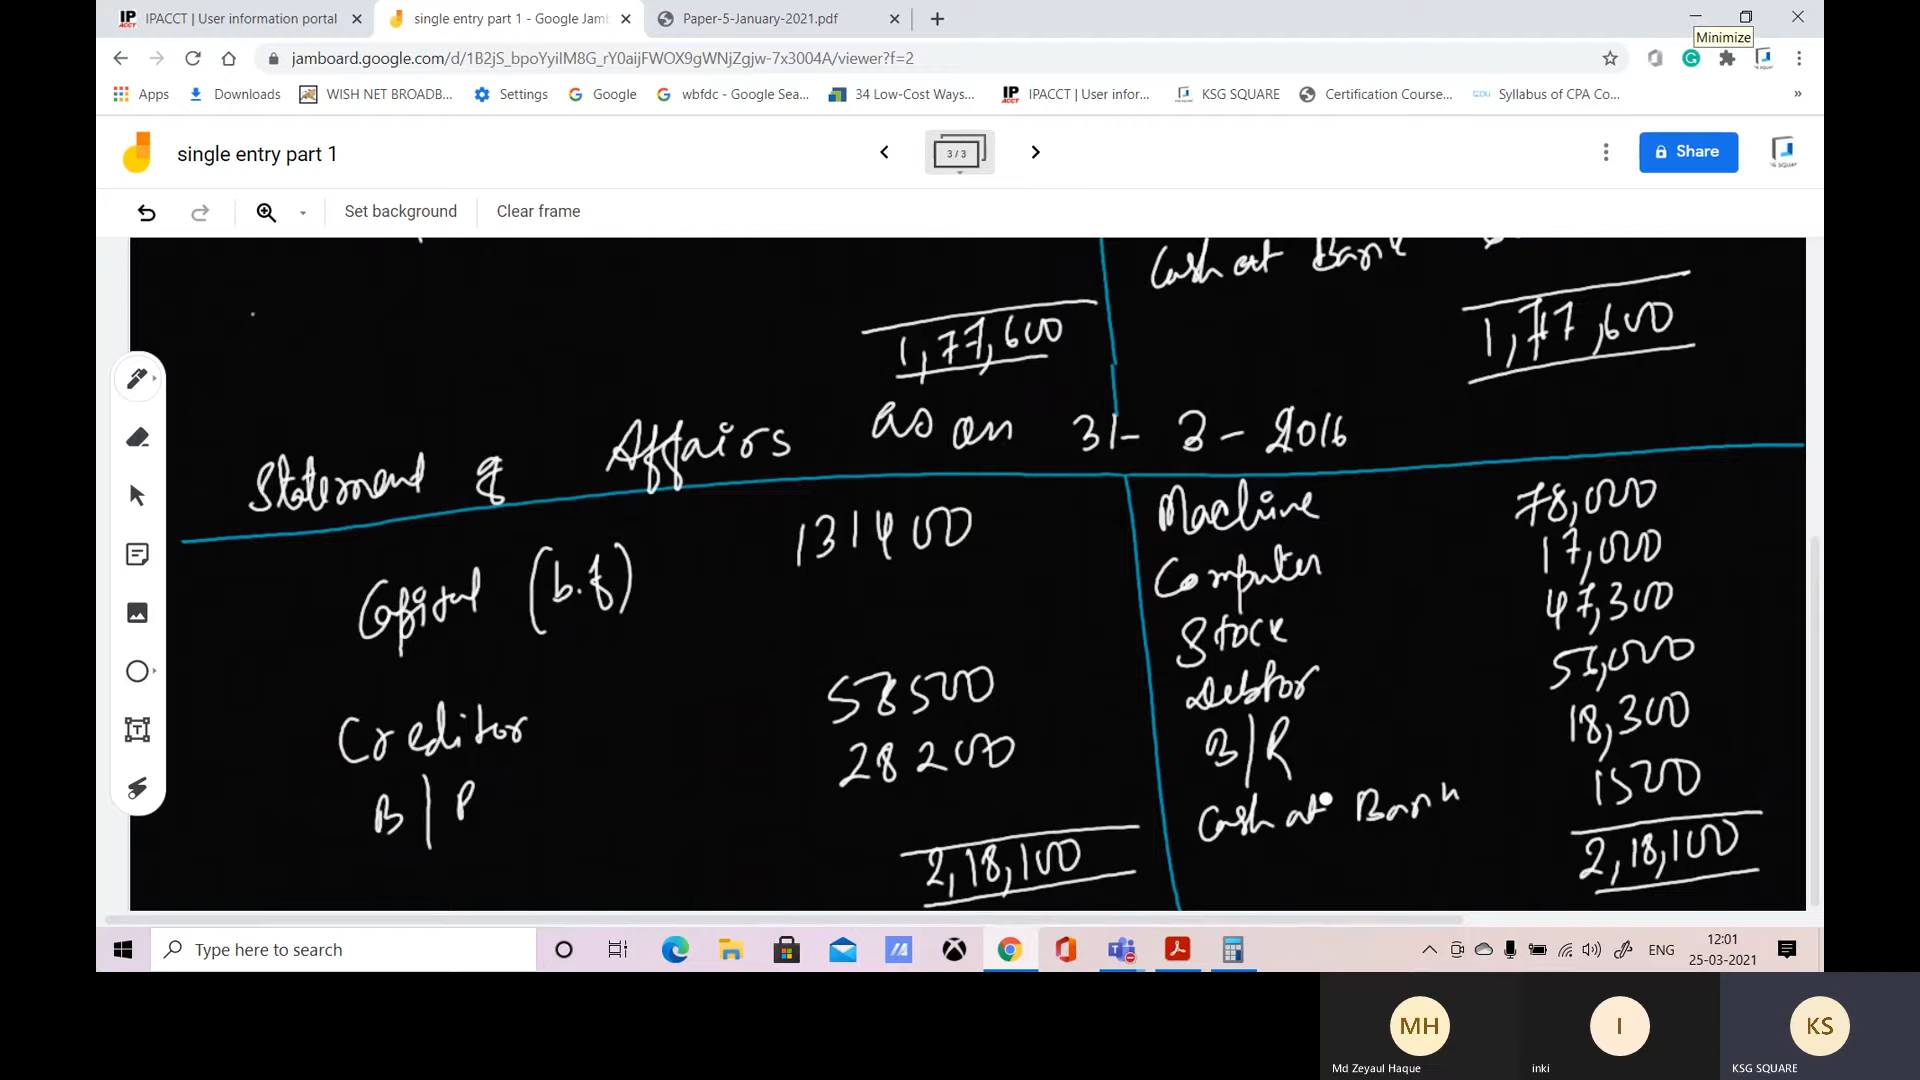 IPACCT | User information portal
single entry part 1 - Google Jamb
Paper-5-January-2021.pdf
Minimize
jamboard.google.com/d/1B2jS_bpoYyilM8G_rY0aijFWOX9gWNjZgjw-7x3004A/viewer?f=2
Apps
Downloads
WISH NET BROADB...
Settings
Google
wbfdc - Google Sea...
34 Low-Cost Ways...
IPACCT | User infor...
KSG SQUARE
Certification Course...
Syllabus of CPA Co...
»
single entry part 1
3 / 3
Share
Set background
Clear frame
Cash at Bank
1,77,600
1,77,600
Statement of Affairs as on 31-3-2016
Capital (b.f) 131400
Creditor 58500
B/P 28200
2,18,100
Machine 78,000
Computer 17,000
Stock 47,300
Debtor
B/R 18,300
Cash at Bank 1500
2,18,100
Type here to search
ENG
12:01
25-03-2021
MH
Md Zeyaul Haque
I
inki
KS
KSG SQUARE